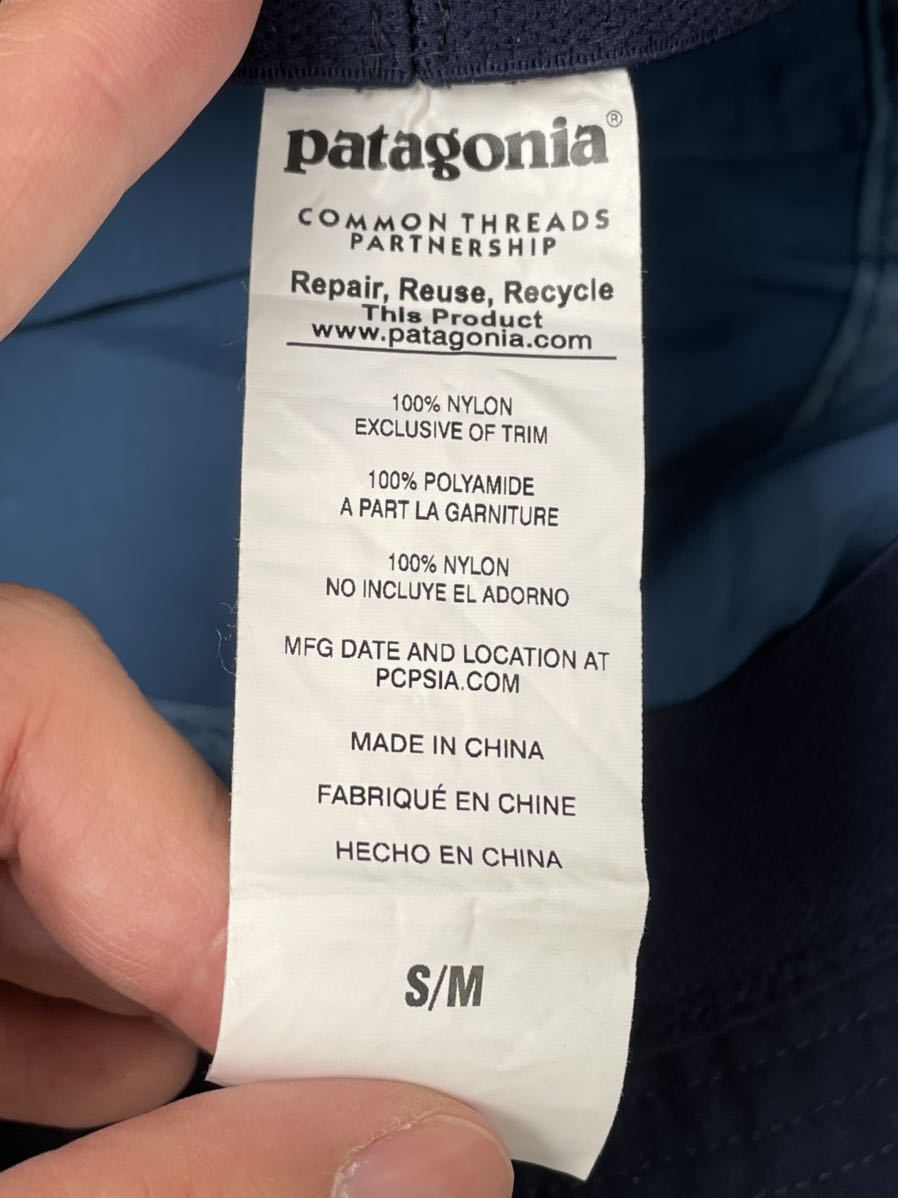 patagonia®
COMMON THREADS
PARTNERSHIP
Repair, Reuse, Recycle
This Product
www.patagonia.com
100% NYLON
EXCLUSIVE OF TRIM
100% POLYAMIDE
A PART LA GARNITURE
100% NYLON
NO INCLUYE EL ADORNO
MFG DATE AND LOCATION AT
PCPSIA.COM
MADE IN CHINA
FABRIQUÉ EN CHINE
HECHO EN CHINA
S/M